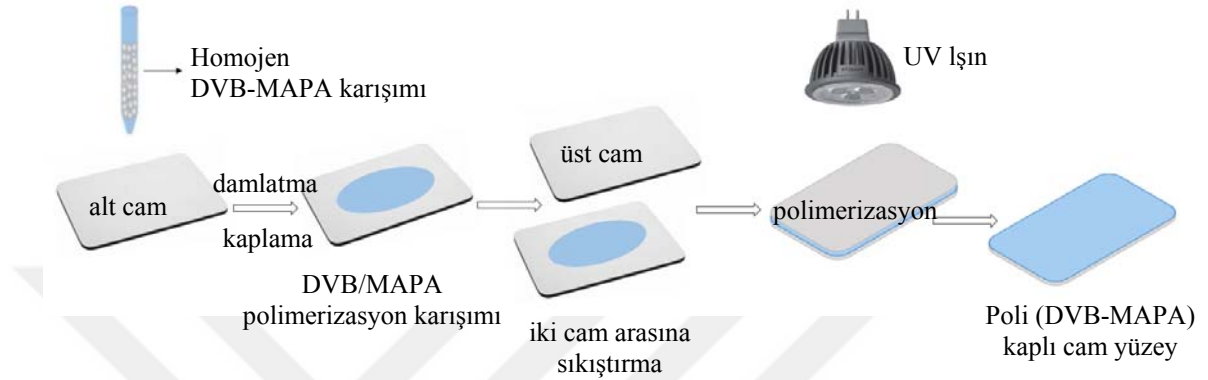 Homojen
DVB-MAPA karışımı
UV lşın
alt cam
damlatma
kaplama
DVB/MAPA
polimerizasyon karışımı
üst cam
iki cam arasına
sıkıştırma
polimerizasyon
Poli (DVB-MAPA)
kaplı cam yüzey